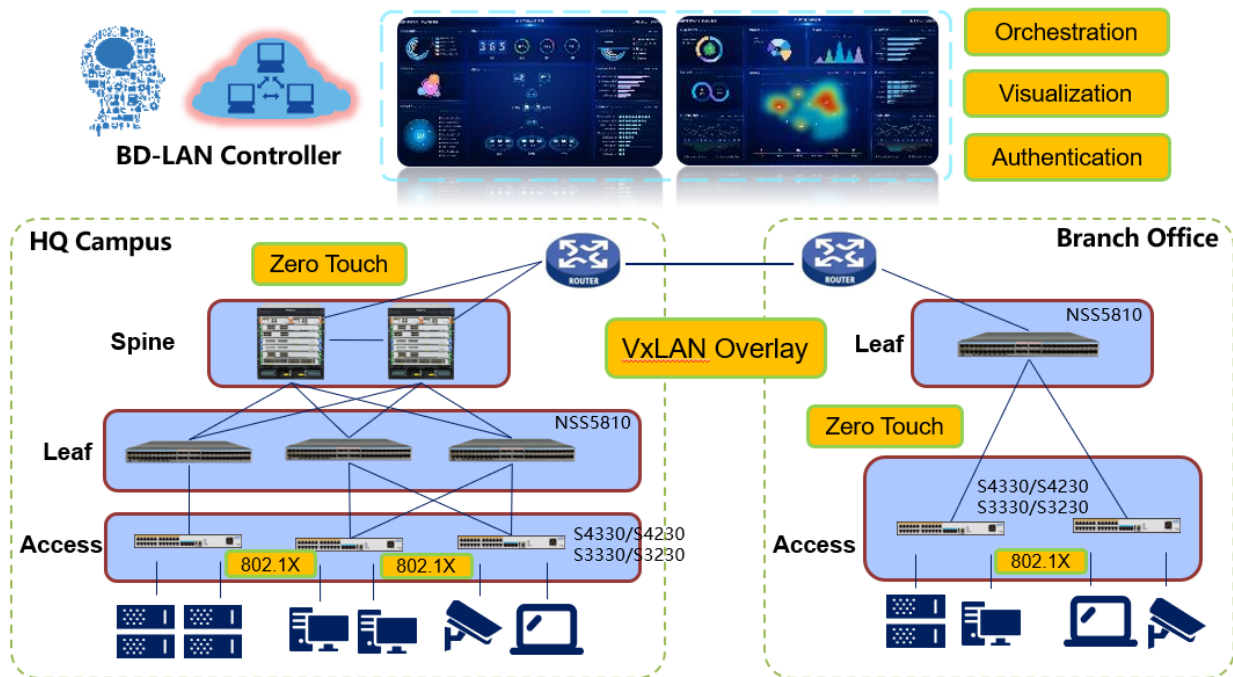 Orchestration
Visualization
Authentication
BD-LAN Controller
365
HQ Campus
Zero Touch
ROUTER
ROUTER
Branch Office
Spine
VxLAN Overlay
NSS5810
Leaf
NSS5810
Leaf
Zero Touch
Access
S4330/S4230
S3330/S3230
802.1X
802.1X
S4330/S4230
S3330/S3230
Access
802.1X